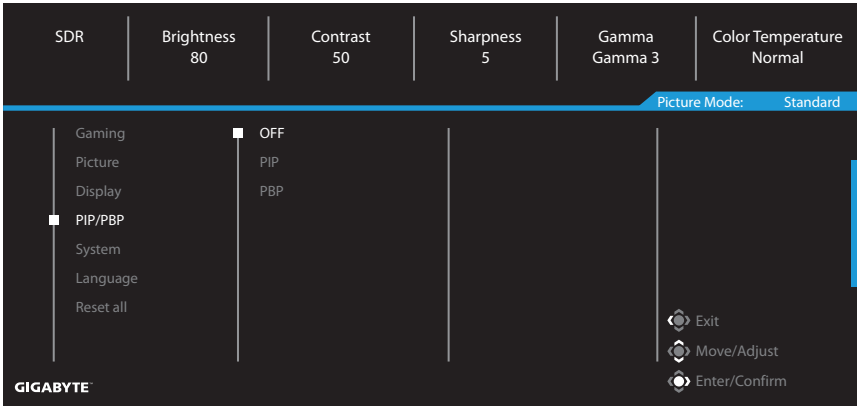 SDR Brightness Contrast Sharpness Gamma Color Temperature
80 50 5 Gamma 3 Normal
Picture Mode: Standard
Gaming OFF
Picture PIP
Display PBP
PIP/PBP
System
Language
Reset all
Exit
Move/Adjust
GIGABYTE™ Enter/Confirm